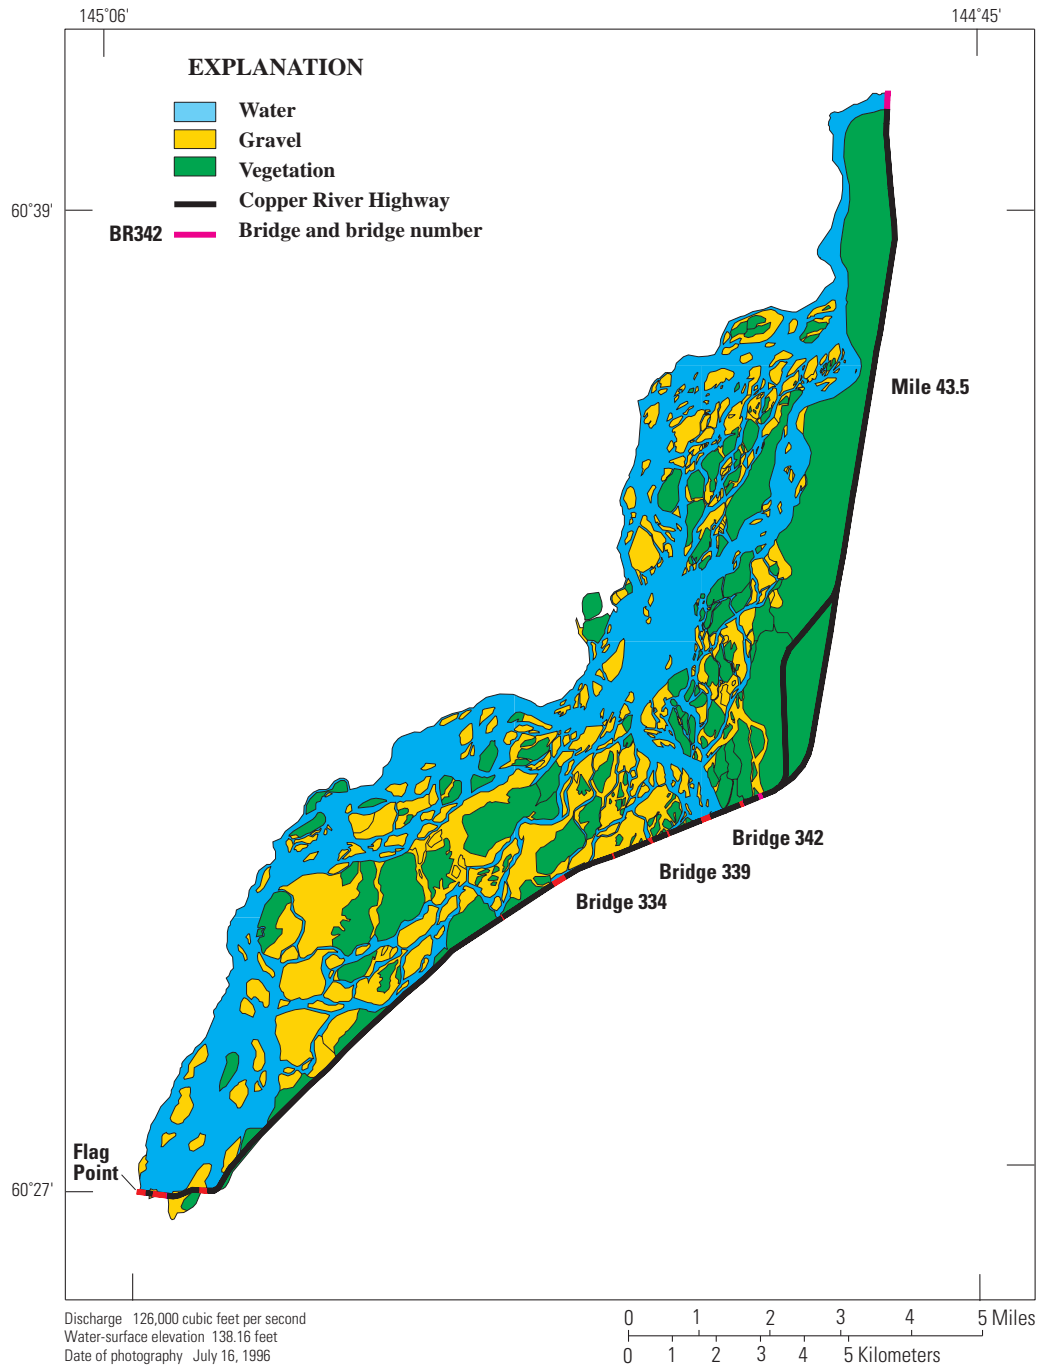 145°06'
144°45'
EXPLANATION
Water
Gravel
Vegetation
Copper River Highway
BR342
Bridge and bridge number
60°39'
Mile 43.5
Bridge 342
Bridge 339
Bridge 334
Flag
Point
60°27'
Discharge 126,000 cubic feet per second
Water-surface elevation 138.16 feet
Date of photography July 16, 1996
0 1 2 3 4 5 Miles
0 1 2 3 4 5 Kilometers